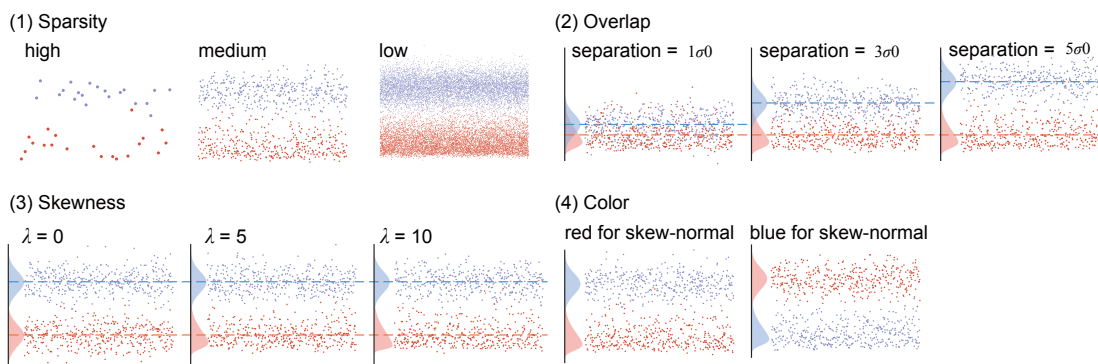 (1) Sparsity
high
medium
low
(2) Overlap
separation = 1σ0
separation = 3σ0
separation = 5σ0
(3) Skewness
λ = 0
λ = 5
λ = 10
(4) Color
red for skew-normal
blue for skew-normal